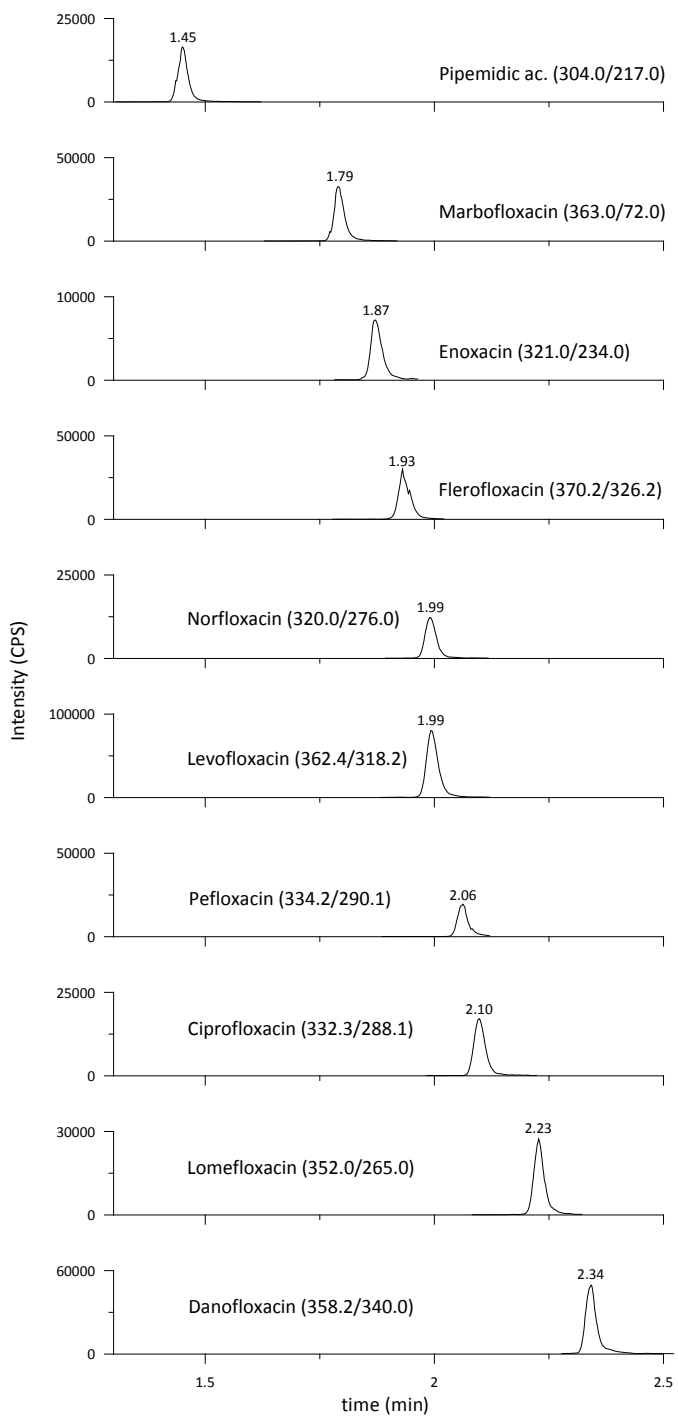 25000
1.45
Pipemidic ac. (304.0/217.0)
0
50000
1.79
Marbofloxacin (363.0/72.0)
0
10000
1.87
Enoxacin (321.0/234.0)
0
50000
1.93
Flerofloxacin (370.2/326.2)
0
25000
1.99
Norfloxacin (320.0/276.0)
0
Intensity (CPS)
100000
1.99
Levofloxacin (362.4/318.2)
0
50000
2.06
Pefloxacin (334.2/290.1)
0
25000
2.10
Ciprofloxacin (332.3/288.1)
0
30000
2.23
Lomefloxacin (352.0/265.0)
0
60000
2.34
Danofloxacin (358.2/340.0)
0
1.5 2 2.5
time (min)